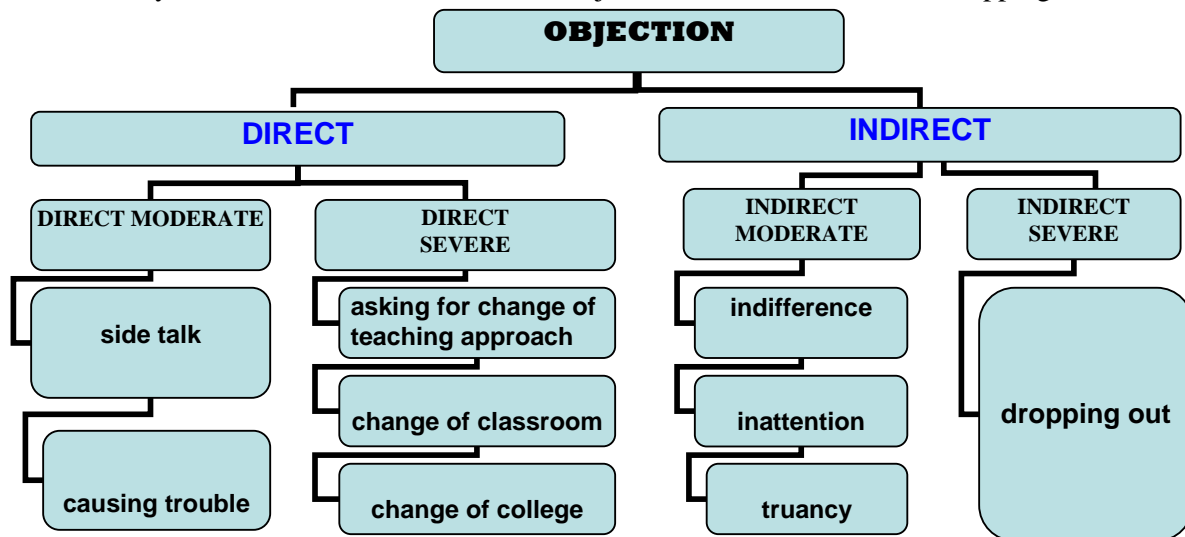 OBJECTION
DIRECT
INDIRECT
DIRECT MODERATE
DIRECT
SEVERE
INDIRECT
MODERATE
INDIRECT
SEVERE
side talk
causing trouble
asking for change of
teaching approach
change of classroom
change of college
indifference
inattention
truancy
dropping out